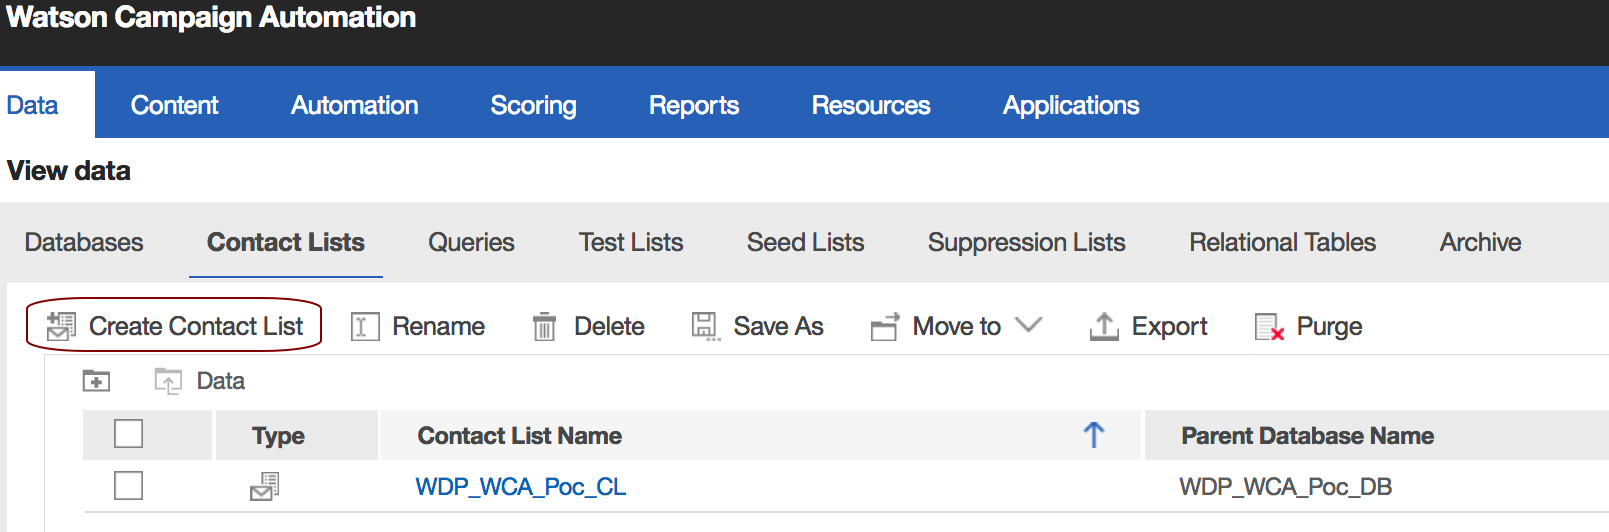 Watson Campaign Automation
Data Content Automation Scoring Reports Resources Applications
View data
Databases Contact Lists Queries Test Lists Seed Lists Suppression Lists Relational Tables Archive
Create Contact List Rename Delete Save As Move to Export Purge
Data
Type Contact List Name Parent Database Name
WDP_WCA_Poc_CL WDP_WCA_Poc_DB